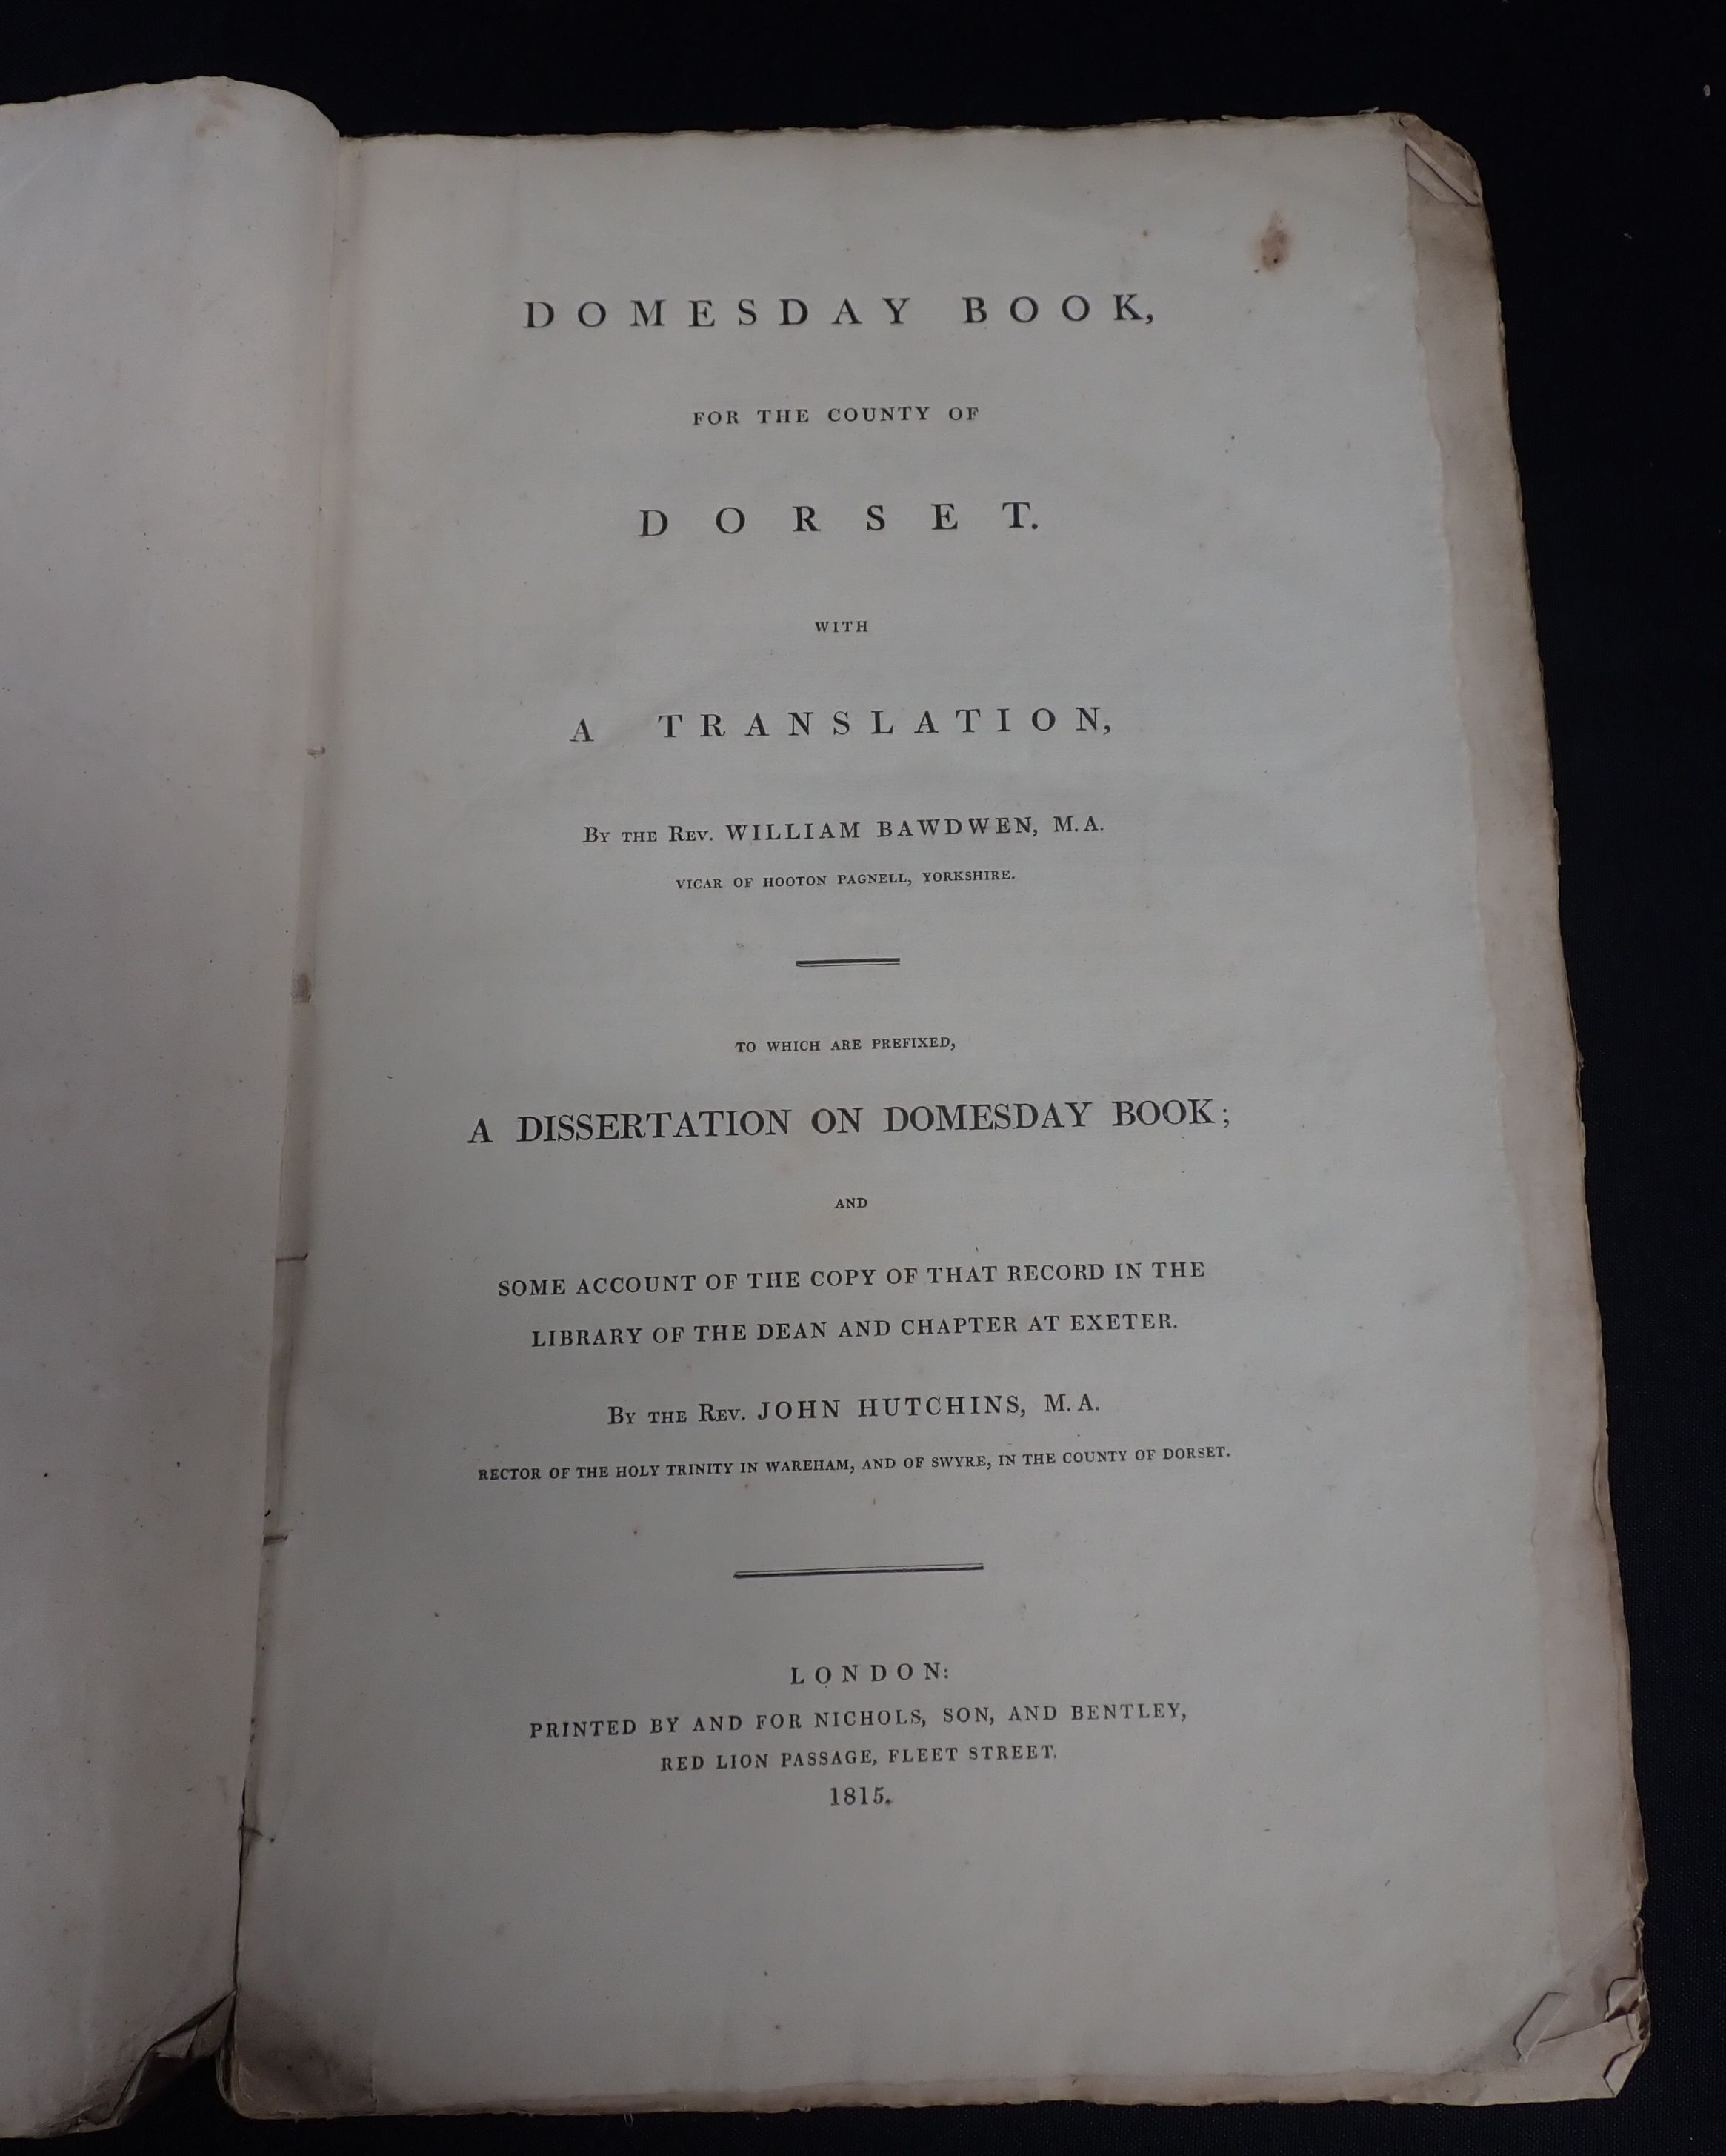 DOMESDAY BOOK,
FOR THE COUNTY OF
DORSET.
WITH
A TRANSLATION,
BY THE REV. WILLIAM BAWDWEN, M.A.
VICAR OF HOOTON PAGNELL, YORKSHIRE.
TO WHICH ARE PREFIXED,
A DISSERTATION ON DOMESDAY BOOK;
AND
SOME ACCOUNT OF THE COPY OF THAT RECORD IN THE
LIBRARY OF THE DEAN AND CHAPTER AT EXETER.
BY THE REV. JOHN HUTCHINS, M. A.
RECTOR OF THE HOLY TRINITY IN WAREHAM, AND OF SWYRE, IN THE COUNTY OF DORSET.
LONDON:
PRINTED BY AND FOR NICHOLS, SON, AND BENTLEY,
RED LION PASSAGE, FLEET STREET.
1815.